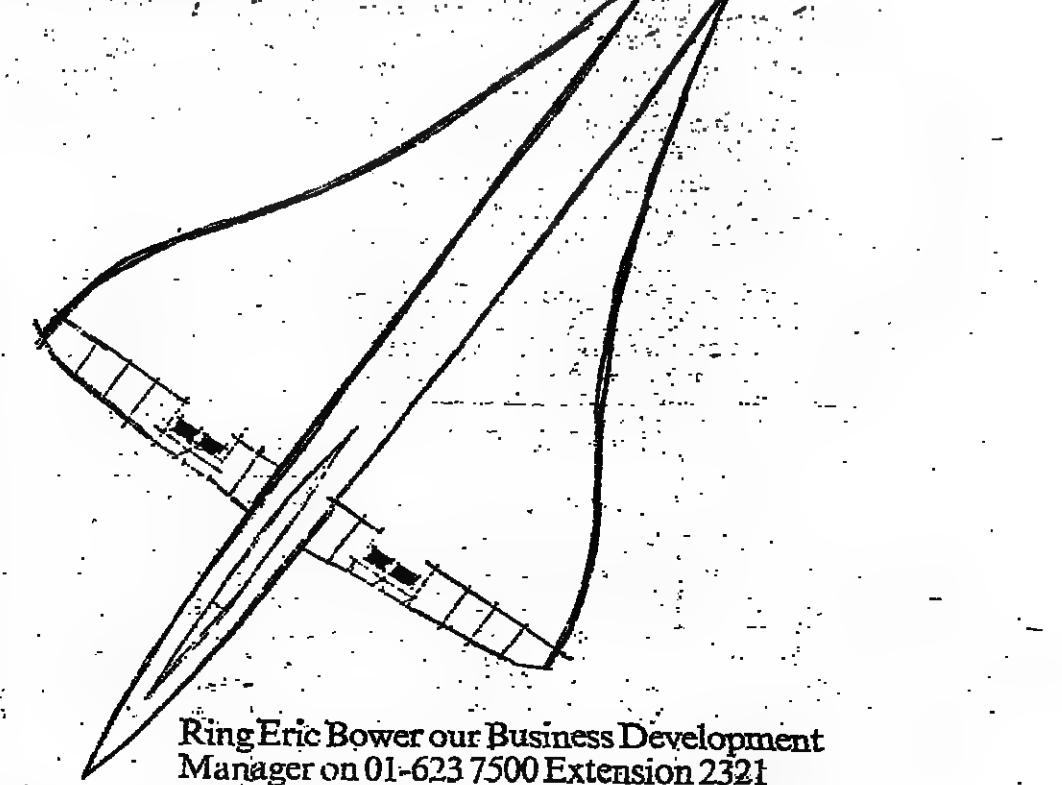 Ring Eric Bower our Business Development
Manager on 01-623 7500 Extension 2321